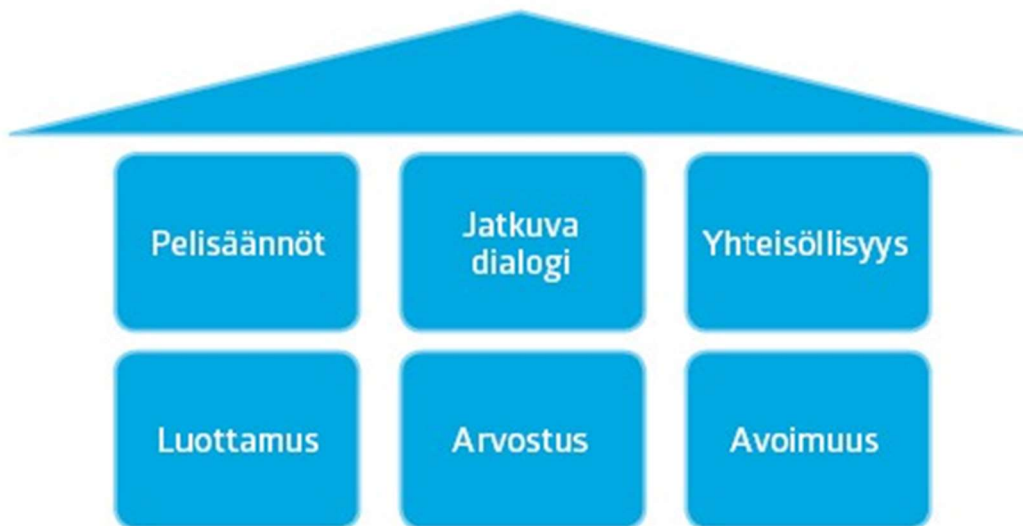 Pelisäännöt
Jatkuva
dialogi
Yhteisöllisyys
Luottamus
Arvostus
Avoimuus